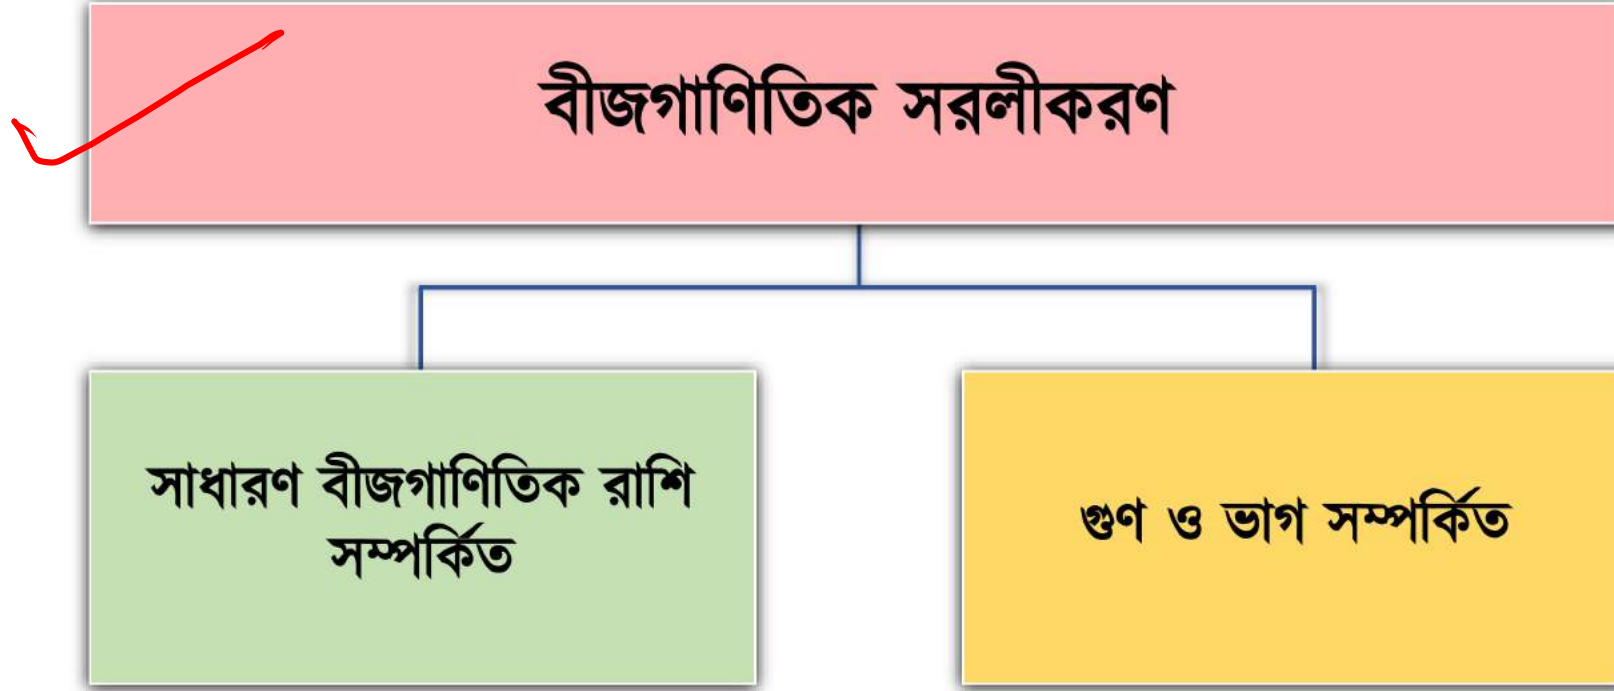 বীজগাণিতিক সরলীকরণ
সাধারণ বীজগাণিতিক রাশি
সম্পর্কিত
গুণ ও ভাগ সম্পর্কিত